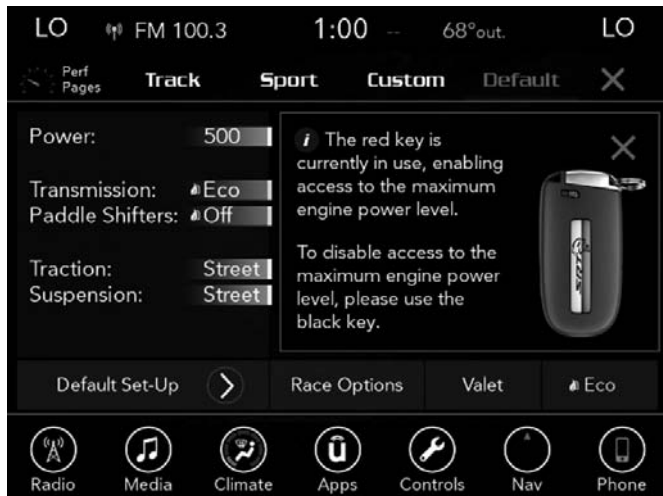 LO FM 100.3 1:00 -- 68°out. LO
Perf
Pages
Track Sport Custom Default
Power: 500
Transmission: Eco
Paddle Shifters: Off
Traction: Street
Suspension: Street
i The red key is
currently in use, enabling
access to the maximum
engine power level.
To disable access to the
maximum engine power
level, please use the
black key.
SRT
Default Set-Up Race Options Valet Eco
Radio Media Climate Apps Controls Nav Phone